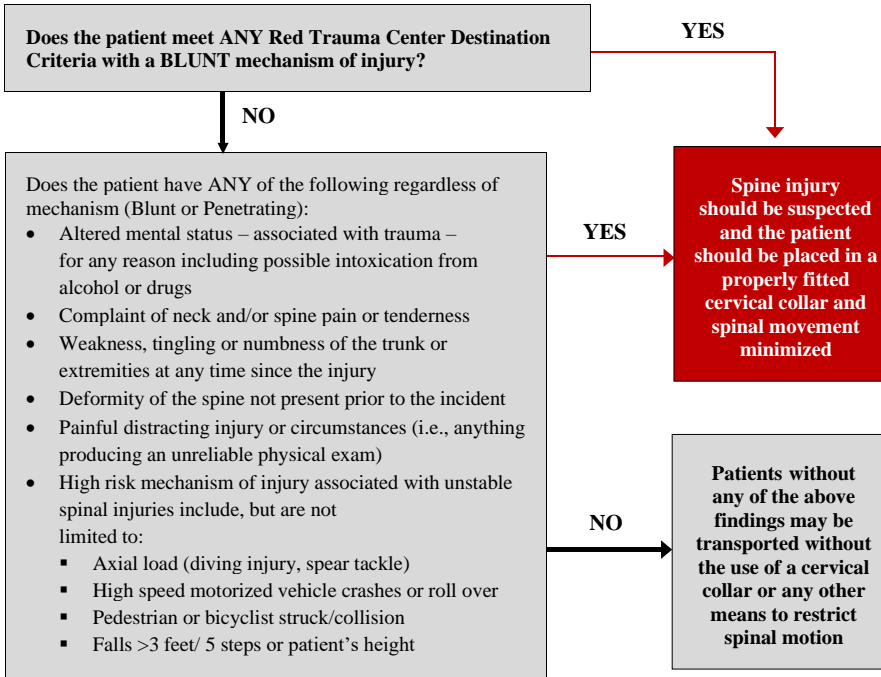 Does the patient meet ANY Red Trauma Center Destination
Criteria with a BLUNT mechanism of injury?
YES
NO
Does the patient have ANY of the following regardless of
mechanism (Blunt or Penetrating):
• Altered mental status – associated with trauma –
for any reason including possible intoxication from
alcohol or drugs
• Complaint of neck and/or spine pain or tenderness
• Weakness, tingling or numbness of the trunk or
extremities at any time since the injury
• Deformity of the spine not present prior to the incident
• Painful distracting injury or circumstances (i.e., anything
producing an unreliable physical exam)
• High risk mechanism of injury associated with unstable
spinal injuries include, but are not
limited to:
▪ Axial load (diving injury, spear tackle)
▪ High speed motorized vehicle crashes or roll over
▪ Pedestrian or bicyclist struck/collision
▪ Falls >3 feet/ 5 steps or patient’s height
YES
Spine injury
should be suspected
and the patient
should be placed in a
properly fitted
cervical collar and
spinal movement
minimized
NO
Patients without
any of the above
findings may be
transported without
the use of a cervical
collar or any other
means to restrict
spinal motion